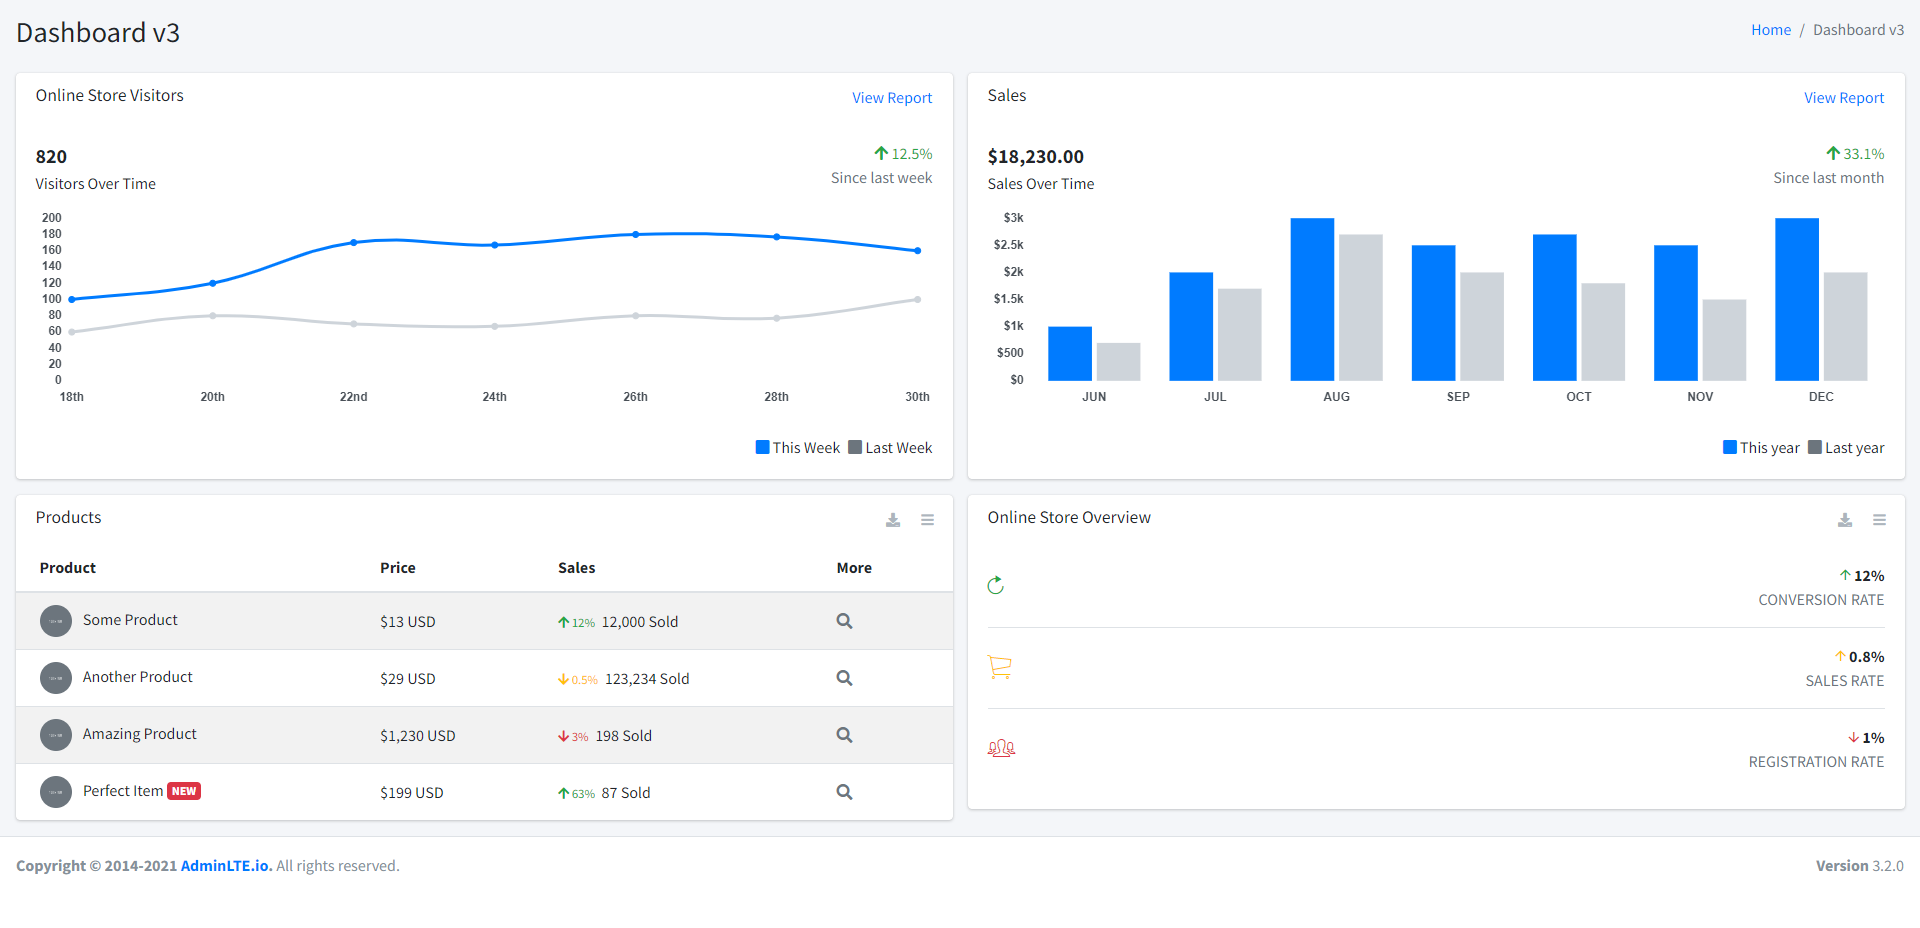 Dashboard v3
Home / Dashboard v3
Online Store Visitors
View Report
820
Visitors Over Time
12.5%
Since last week
200
180
160
140
120
100
80
60
40
20
0
18th 20th 22nd 24th 26th 28th 30th
This Week Last Week
Sales
View Report
$18,230.00
Sales Over Time
33.1%
Since last month
$3k
$2.5k
$2k
$1.5k
$1k
$500
$0
JUN JUL AUG SEP OCT NOV DEC
This year Last year
Products
Product Price Sales More
Some Product $13 USD 12% 12,000 Sold
Another Product $29 USD 0.5% 123,234 Sold
Amazing Product $1,230 USD 3% 198 Sold
Perfect Item NEW $199 USD 63% 87 Sold
Online Store Overview
12%
CONVERSION RATE
0.8%
SALES RATE
1%
REGISTRATION RATE
Copyright © 2014-2021 AdminLTE.io. All rights reserved.
Version 3.2.0